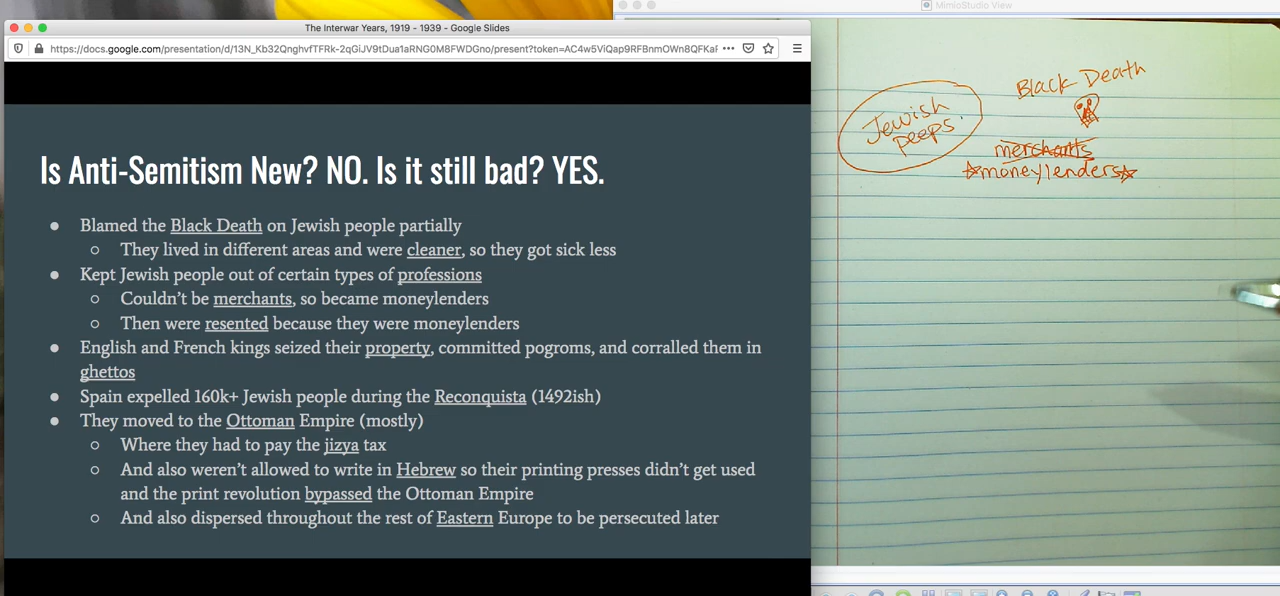 The Interwar Years, 1919 - 1939 - Google Slides
MimioStudio View
https://docs.google.com/presentation/d/13N_Kb32QnghvfTFRk-2qGiJV9tDua1aRNG0M8FWDGno/present?token=AC4w5ViQap9RFBnmOWn8QFKaF
Is Anti-Semitism New? NO. Is it still bad? YES.
Blamed the Black Death on Jewish people partially
They lived in different areas and were cleaner, so they got sick less
Kept Jewish people out of certain types of professions
Couldn't be merchants, so became moneylenders
Then were resented because they were moneylenders
English and French kings seized their property, committed pogroms, and corralled them in
ghettos
Spain expelled 160k+ Jewish people during the Reconquista (1492ish)
They moved to the Ottoman Empire (mostly)
Where they had to pay the jizya tax
And also weren't allowed to write in Hebrew so their printing presses didn't get used
and the print revolution bypassed the Ottoman Empire
And also dispersed throughout the rest of Eastern Europe to be persecuted later
Jewish
peeps.
Black Death
merchants
moneylenders